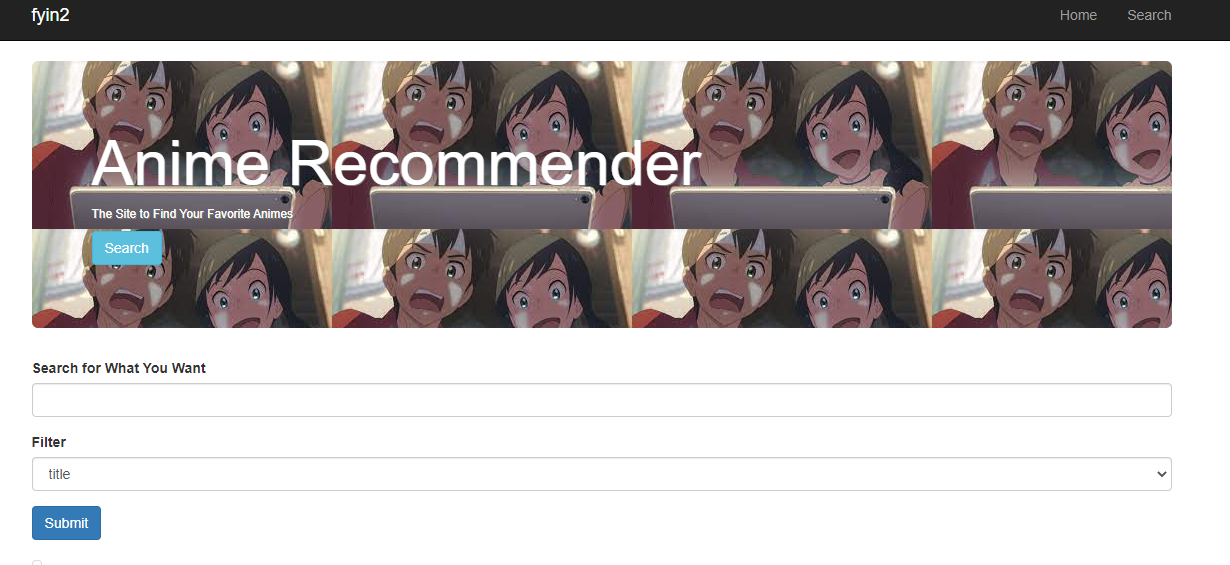 fyin2 Home Search
Anime Recommender
The Site to Find Your Favorite Animes
Search
Search for What You Want
Filter
title
Submit